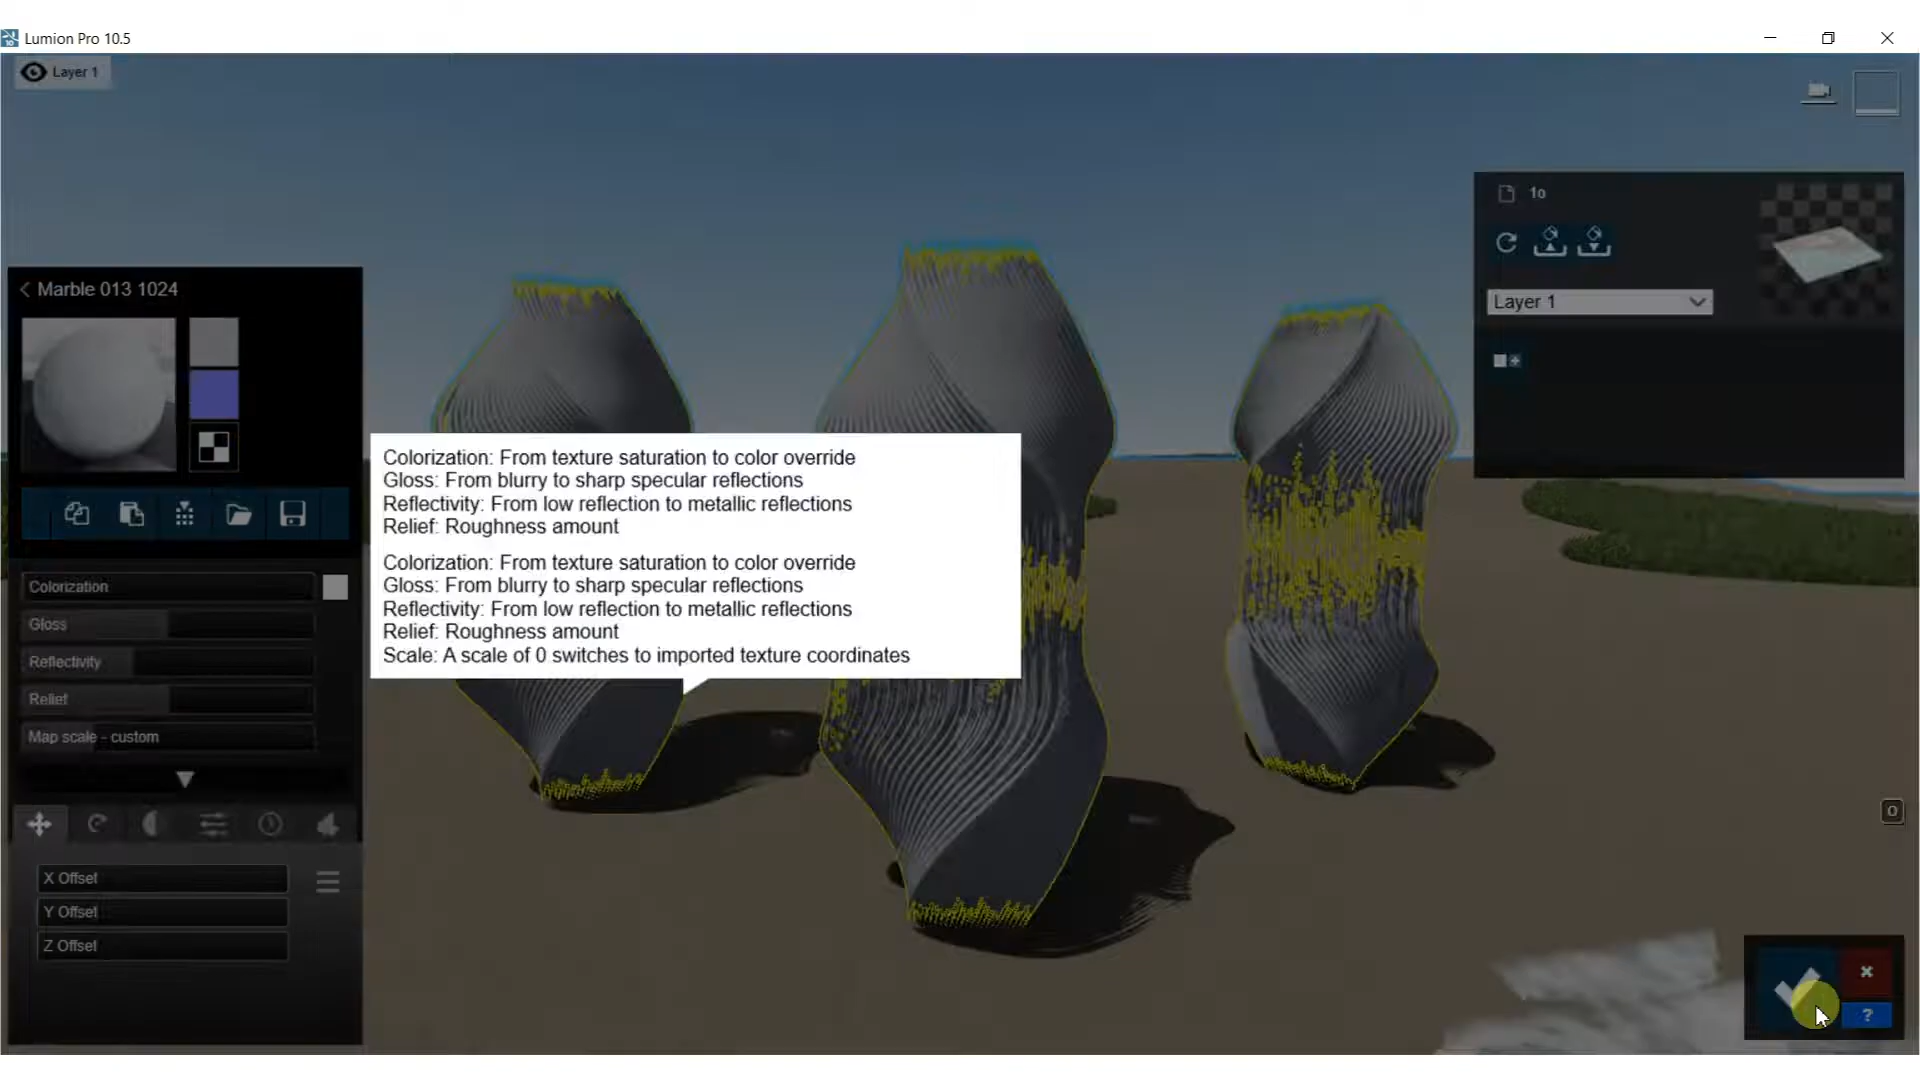 Lumion Pro 10.5
Layer 1
1o
Layer 1
Marble 013 1024
Colorization: From texture saturation to color override
Gloss: From blurry to sharp specular reflections
Reflectivity: From low reflection to metallic reflections
Relief: Roughness amount
Colorization: From texture saturation to color override
Gloss: From blurry to sharp specular reflections
Reflectivity: From low reflection to metallic reflections
Relief: Roughness amount
Scale: A scale of 0 switches to imported texture coordinates
Colorization
Gloss
Reflectivity
Relief
Map scale - custom
X Offset
Y Offset
Z Offset
O
?